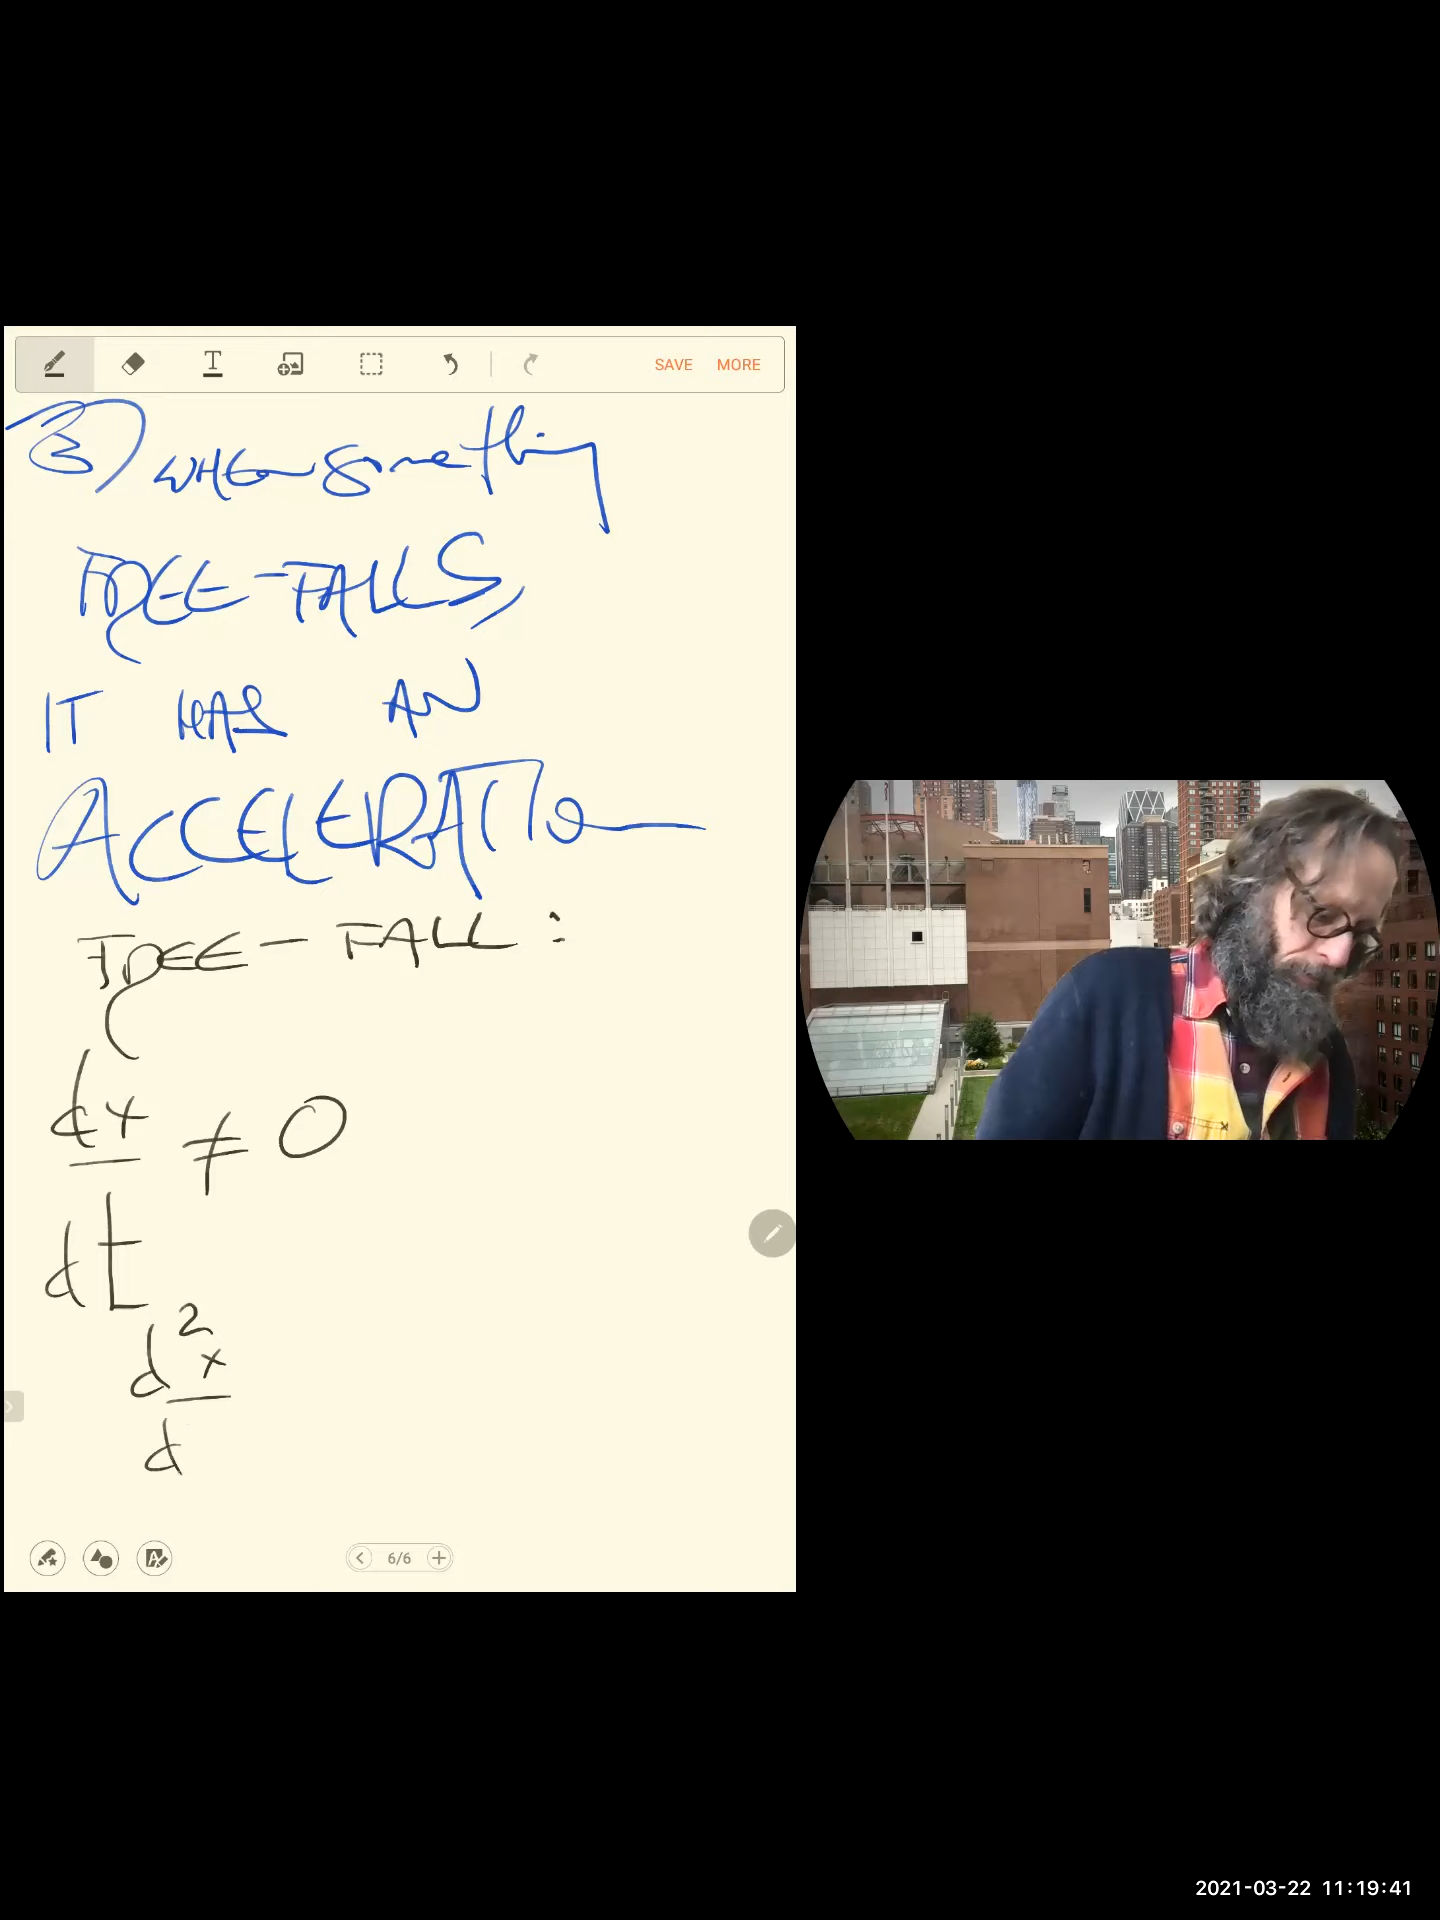 T SAVE MORE
3) WHEN something
FREE-FALLS,
IT HAS AN
ACCELERATION
FREE-FALL:
dx ≠ 0
dt
d²x
d
6/6
2021-03-22 11:19:41